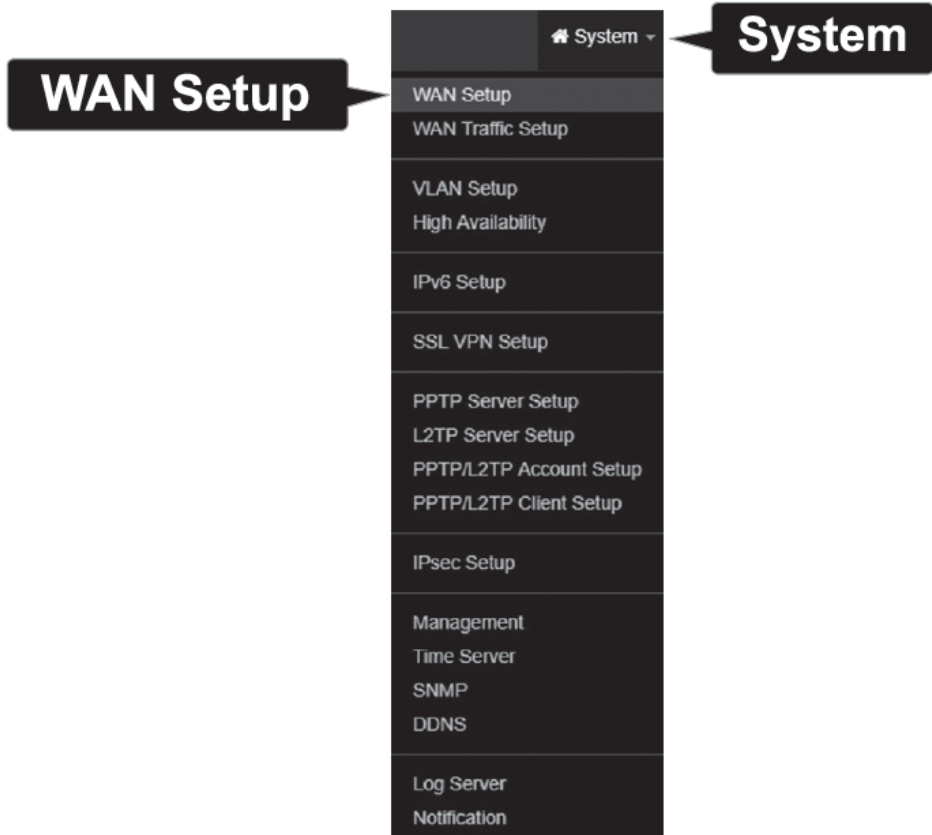 System
System
WAN Setup
WAN Setup
WAN Traffic Setup
VLAN Setup
High Availability
IPv6 Setup
SSL VPN Setup
PPTP Server Setup
L2TP Server Setup
PPTP/L2TP Account Setup
PPTP/L2TP Client Setup
IPsec Setup
Management
Time Server
SNMP
DDNS
Log Server
Notification